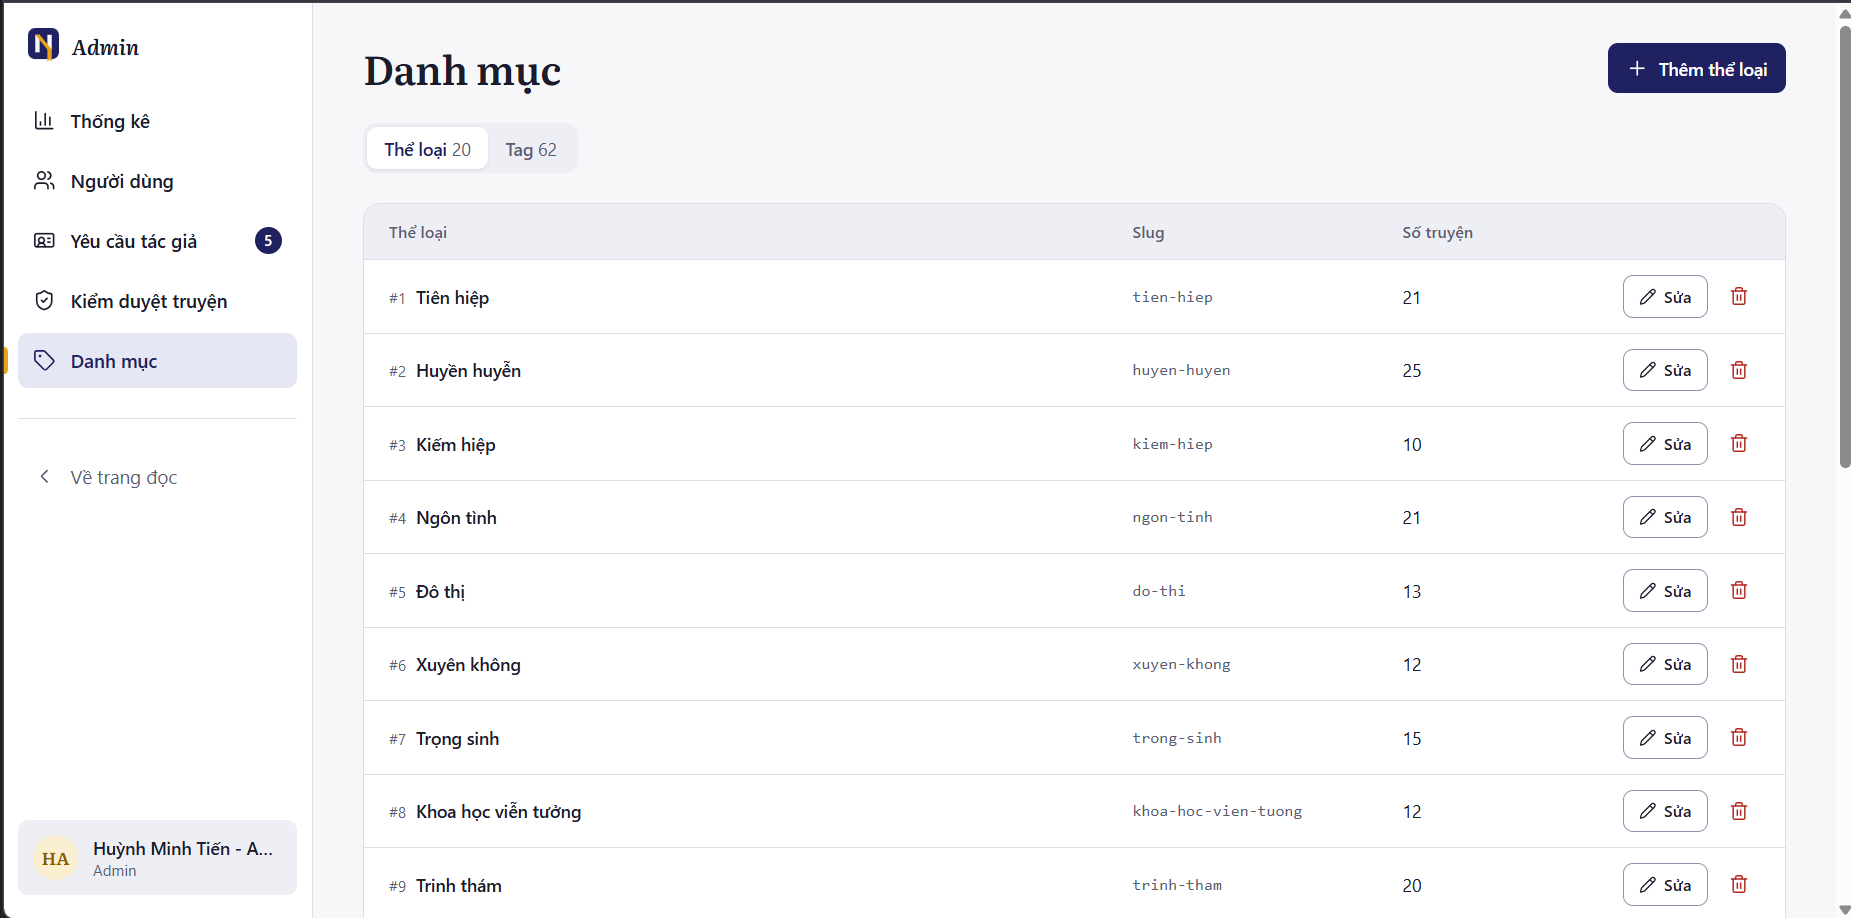 Admin
Thống kê
Người dùng
Yêu cầu tác giả 5
Kiểm duyệt truyện
Danh mục
Về trang đọc
HA
Huỳnh Minh Tiến - A...
Admin
Danh mục
+ Thêm thể loại
Thể loại 20 Tag 62
Thể loại Slug Số truyện
#1 Tiên hiệp tien-hiep 21 Sửa
#2 Huyền huyễn huyen-huyen 25 Sửa
#3 Kiếm hiệp kiem-hiep 10 Sửa
#4 Ngôn tình ngon-tinh 21 Sửa
#5 Đô thị do-thi 13 Sửa
#6 Xuyên không xuyen-khong 12 Sửa
#7 Trọng sinh trong-sinh 15 Sửa
#8 Khoa học viễn tưởng khoa-hoc-vien-tuong 12 Sửa
#9 Trinh thám trinh-tham 20 Sửa